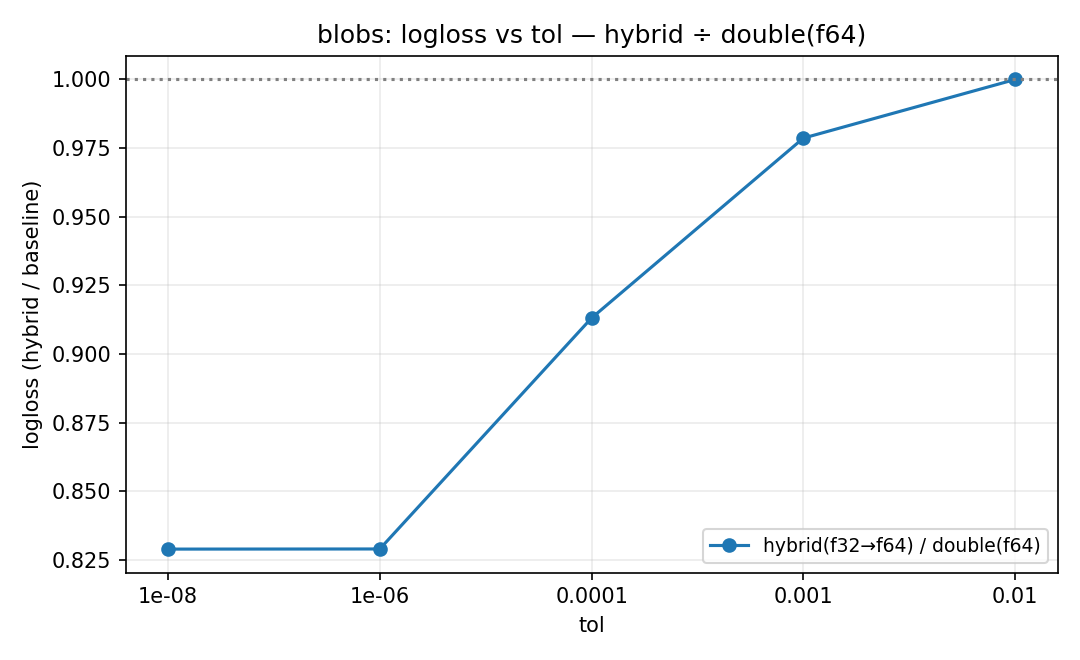 blobs: logloss vs tol — hybrid ÷ double(f64)
logloss (hybrid / baseline)
1.000
0.975
0.950
0.925
0.900
0.875
0.850
0.825
hybrid(f32→f64) / double(f64)
1e-08
1e-06
0.0001
0.001
0.01
tol